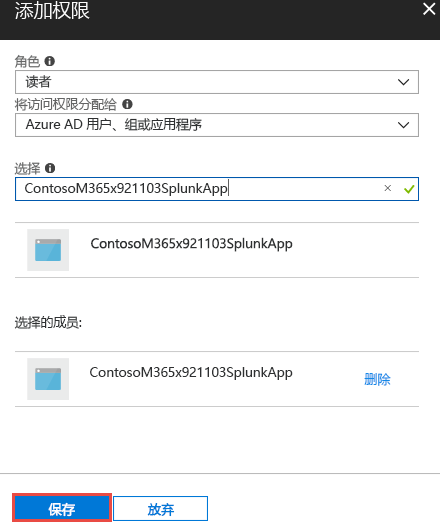 添加权限
角色
读者
将访问权限分配给
Azure AD 用户、组或应用程序
选择
ContosoM365x921103SplunkApp
ContosoM365x921103SplunkApp
选择的成员:
ContosoM365x921103SplunkApp 删除
保存 放弃